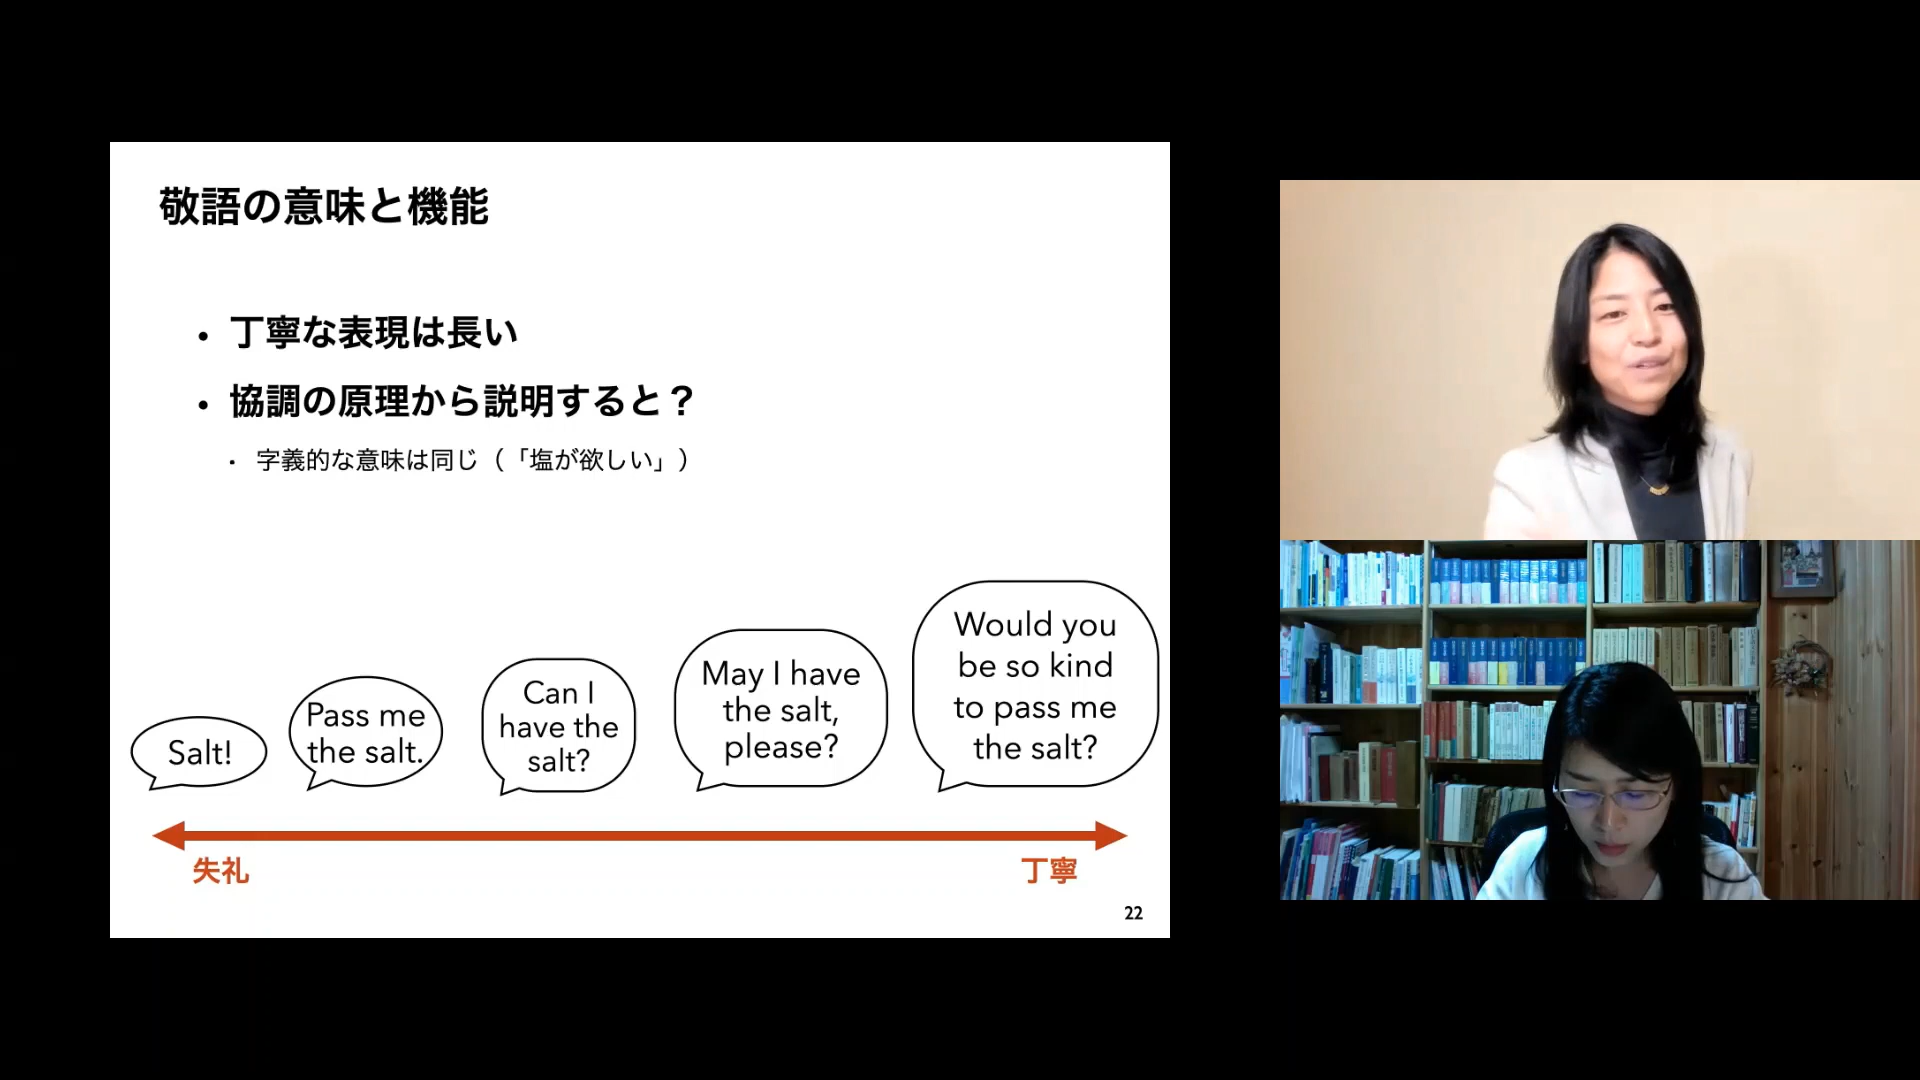 敬語の意味と機能
• 丁寧な表現は長い
• 協調の原理から説明すると？
• 字義的な意味は同じ（「塩が欲しい」）
Salt!
Pass me
the salt.
Can I
have the
salt?
May I have
the salt,
please?
Would you
be so kind
to pass me
the salt?
失礼
丁寧
22